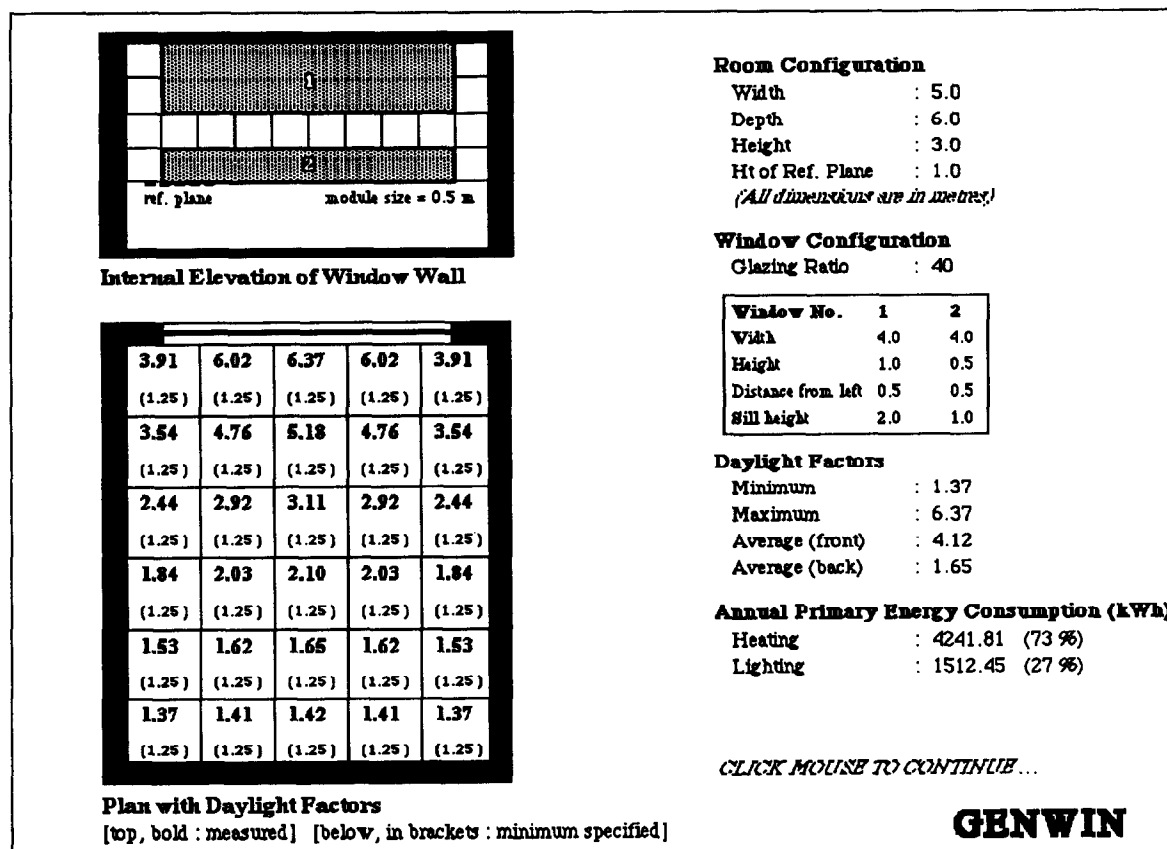 1
2
ref. plane module size = 0.5 m
Internal Elevation of Window Wall
3.91 6.02 6.37 6.02 3.91
(1.25) (1.25) (1.25) (1.25) (1.25)
3.54 4.76 5.18 4.76 3.54
(1.25) (1.25) (1.25) (1.25) (1.25)
2.44 2.92 3.11 2.92 2.44
(1.25) (1.25) (1.25) (1.25) (1.25)
1.84 2.03 2.10 2.03 1.84
(1.25) (1.25) (1.25) (1.25) (1.25)
1.53 1.62 1.65 1.62 1.53
(1.25) (1.25) (1.25) (1.25) (1.25)
1.37 1.41 1.42 1.41 1.37
(1.25) (1.25) (1.25) (1.25) (1.25)
Plan with Daylight Factors
[top, bold : measured] [below, in brackets : minimum specified]
Room Configuration
Width : 5.0
Depth : 6.0
Height : 3.0
Ht of Ref. Plane : 1.0
(All dimensions are in metres)
Window Configuration
Glazing Ratio : 40
Window No. 1 2
Width 4.0 4.0
Height 1.0 0.5
Distance from left 0.5 0.5
Sill height 2.0 1.0
Daylight Factors
Minimum : 1.37
Maximum : 6.37
Average (front) : 4.12
Average (back) : 1.65
Annual Primary Energy Consumption (kWh)
Heating : 4241.81 (73 %)
Lighting : 1512.45 (27 %)
CLICK MOUSE TO CONTINUE ...
GENWIN